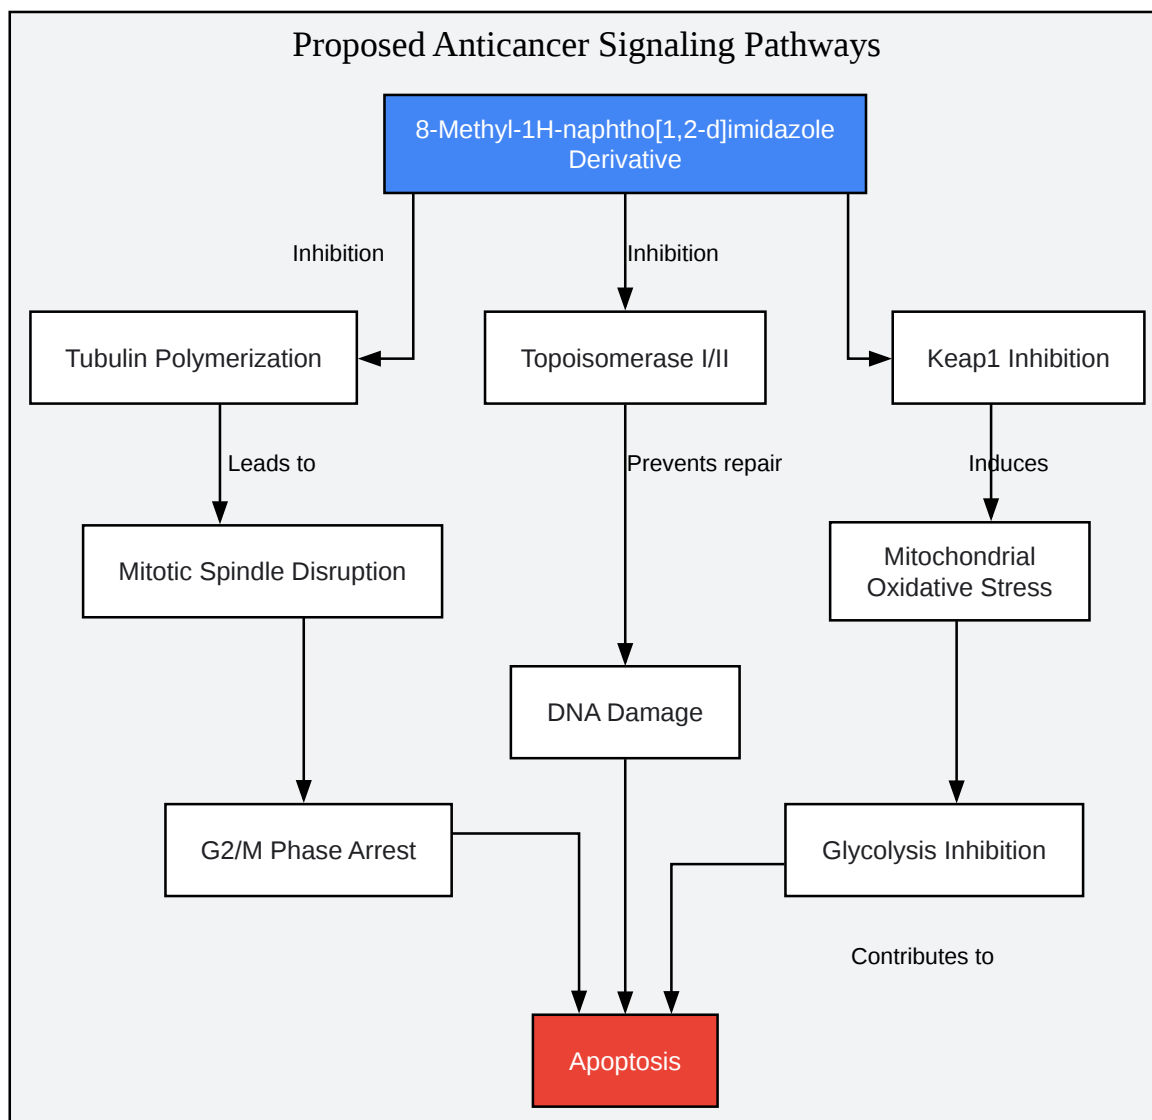 Proposed Anticancer Signaling Pathways
8-Methyl-1H-naphtho[1,2-d]imidazole
Derivative
Inhibition
Inhibition
Tubulin Polymerization
Topoisomerase I/II
Keap1 Inhibition
Leads to
Prevents repair
Induces
Mitotic Spindle Disruption
Mitochondrial
Oxidative Stress
DNA Damage
G2/M Phase Arrest
Glycolysis Inhibition
Contributes to
Apoptosis